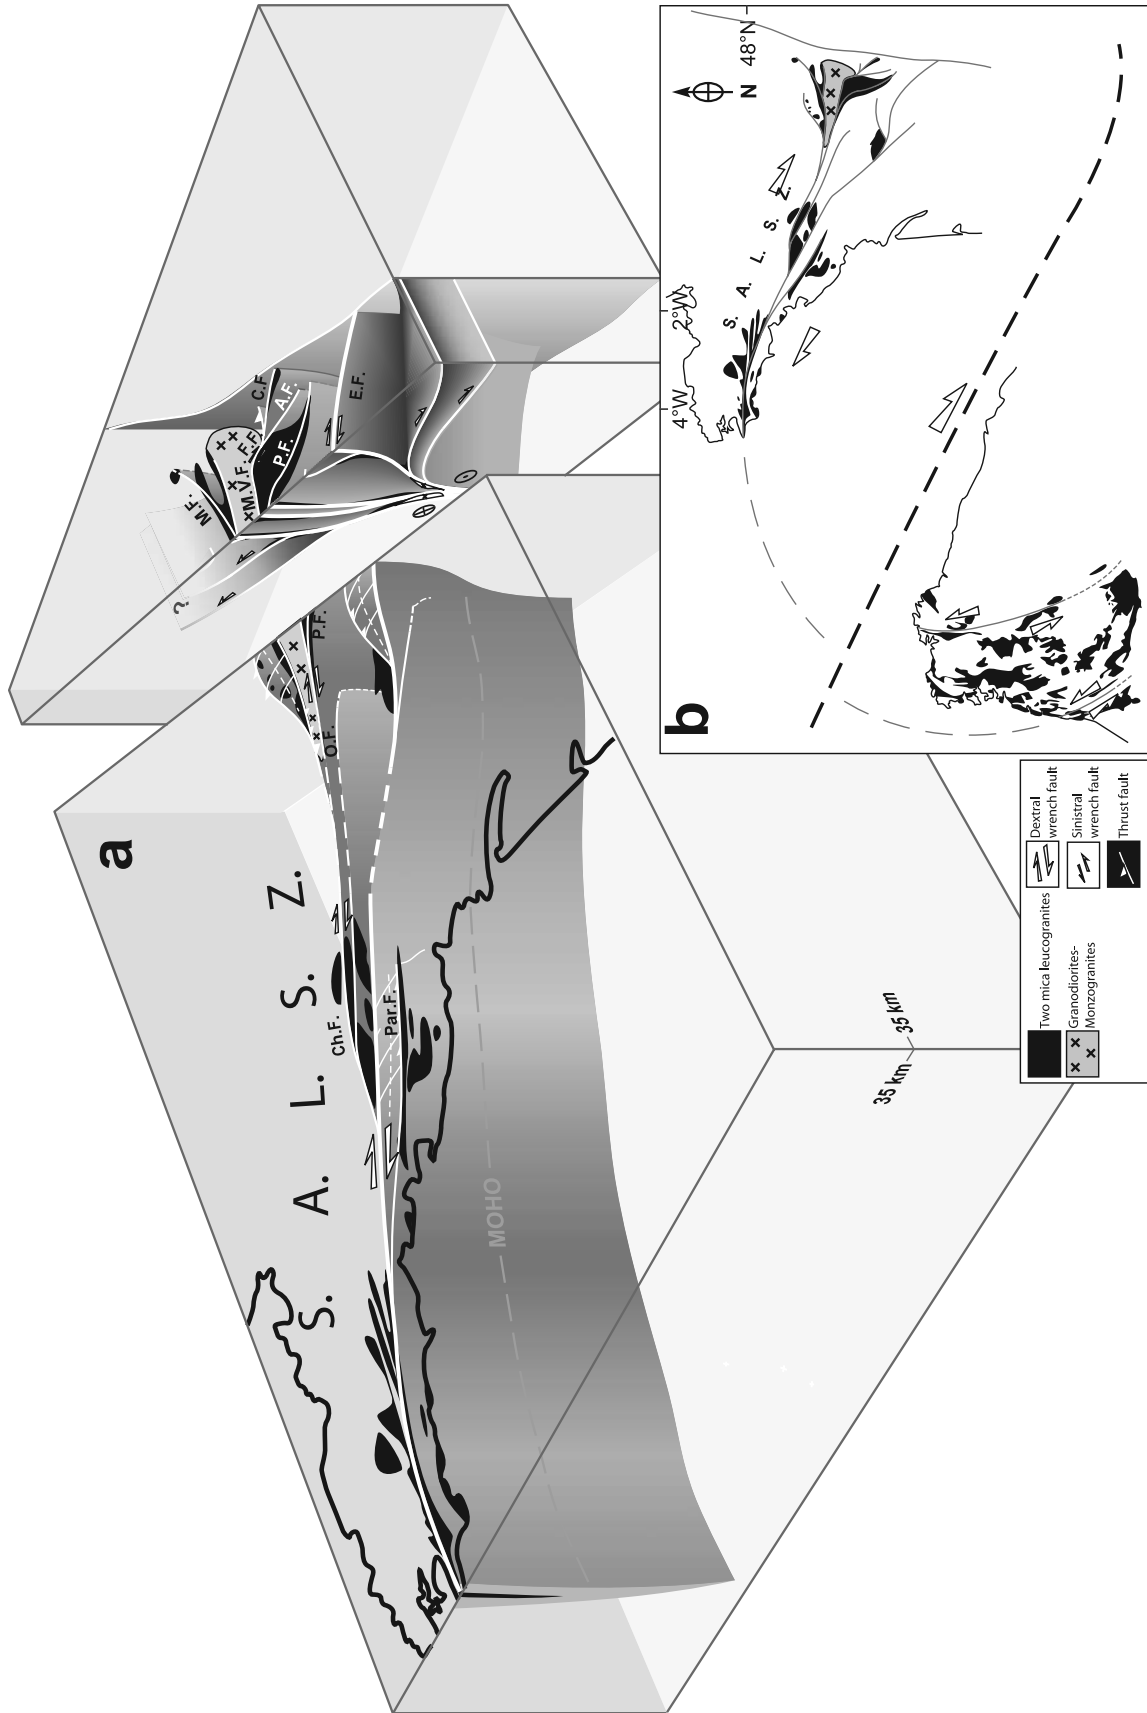 a
S. A. L. S. Z.
Ch.F.
Par.F.
O.F.
P.F.
MOHO
35 km
35 km
?
M.F.
M.V.F.
F.F.
C.F.
A.F.
P.F.
E.F.
b
N
48°N
4°W
2°W
S. A. L. S. Z.
Two mica leucogranites
Granodiorites-
Monzogranites
Dextral
wrench fault
Sinistral
wrench fault
Thrust fault